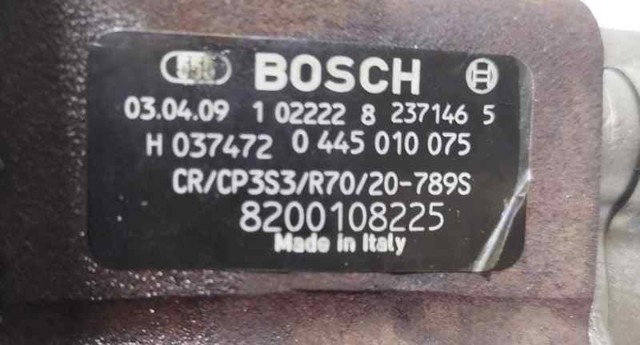 BOSCH
03.04.09 1 02222 8 237146 5
H 037472 0 445 010 075
CR/CP3S3/R70/20-789S
8200108225
Made in Italy